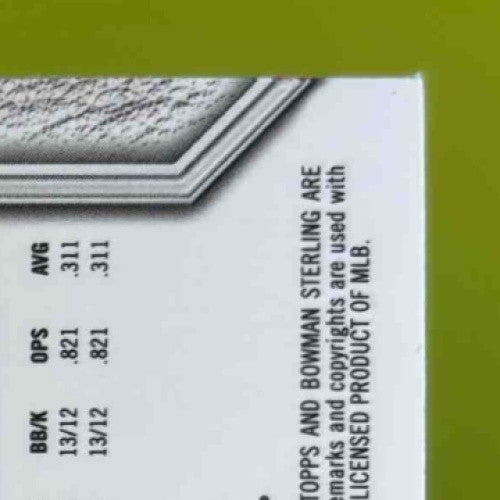 BB/K OPS AVG
13/12 .821 .311
13/12 .821 .311
TOPPS AND BOWMAN STERLING ARE
marks and copyrights are used with
LICENSED PRODUCT OF MLB.